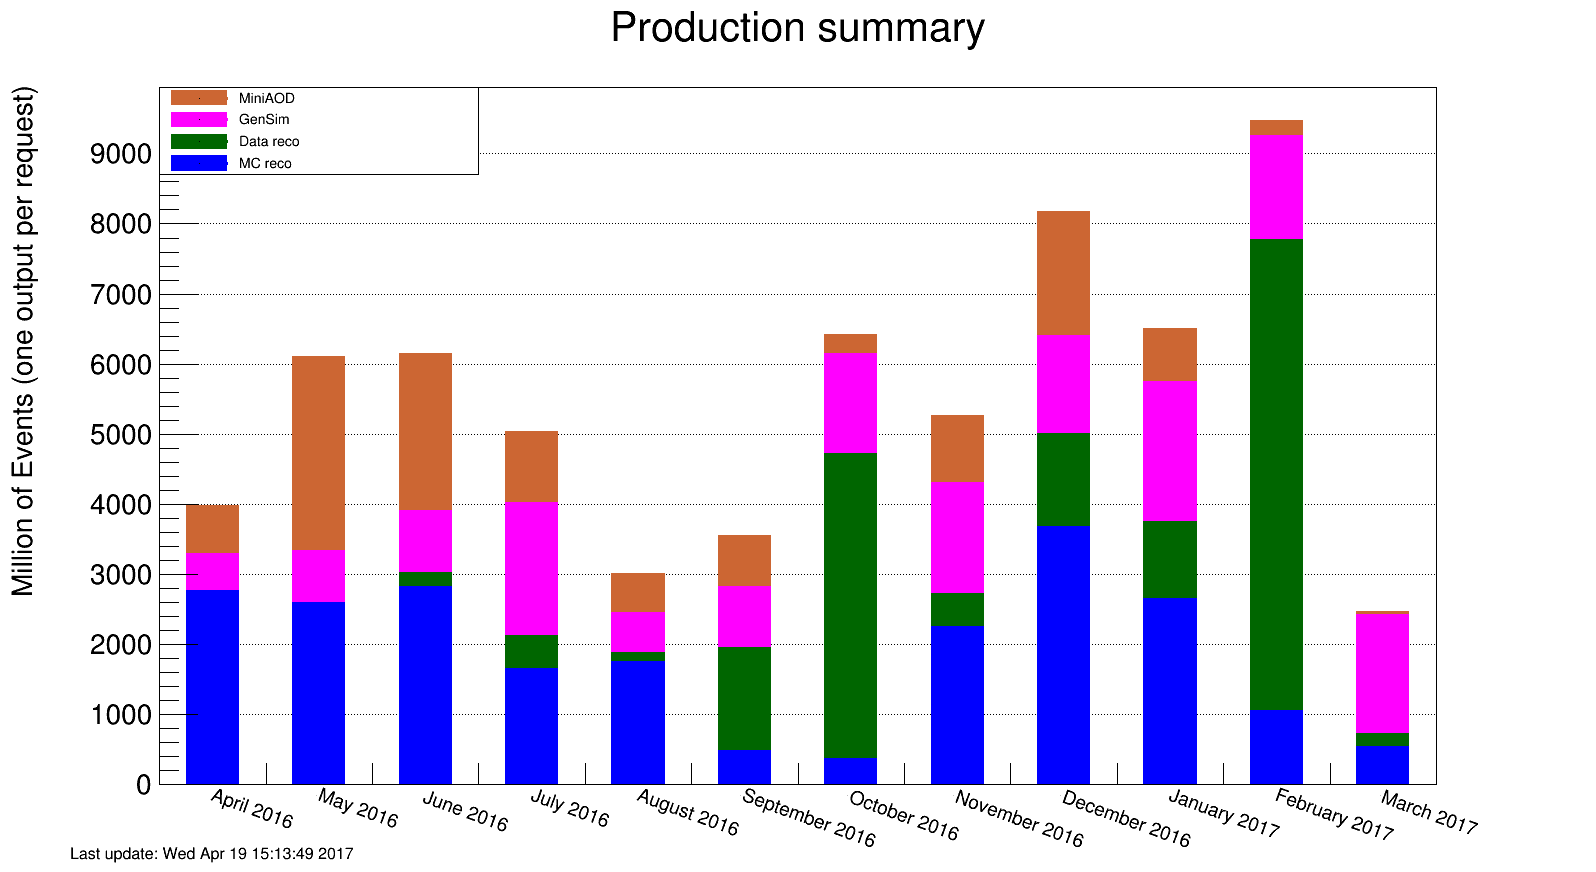 Production summary
Million of Events (one output per request)
MiniAOD
GenSim
Data reco
MC reco
9000
8000
7000
6000
5000
4000
3000
2000
1000
0
April 2016
May 2016
June 2016
July 2016
August 2016
September 2016
October 2016
November 2016
December 2016
January 2017
February 2017
March 2017
Last update: Wed Apr 19 15:13:49 2017